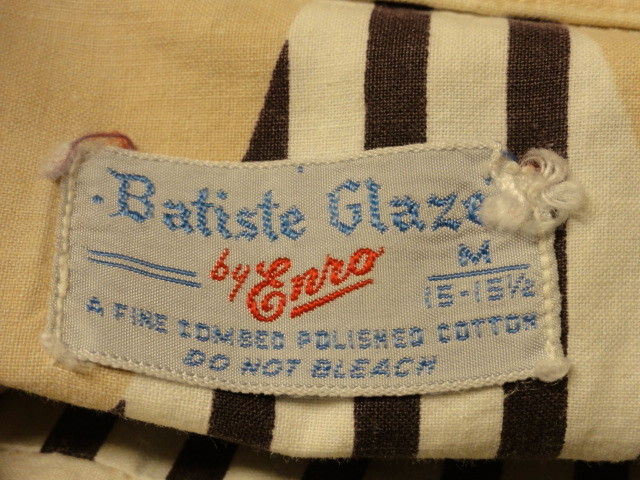 ·Batiste Glaze
by Enro
M
15-15½
A FINE COMBED POLISHED COTTON
DO NOT BLEACH